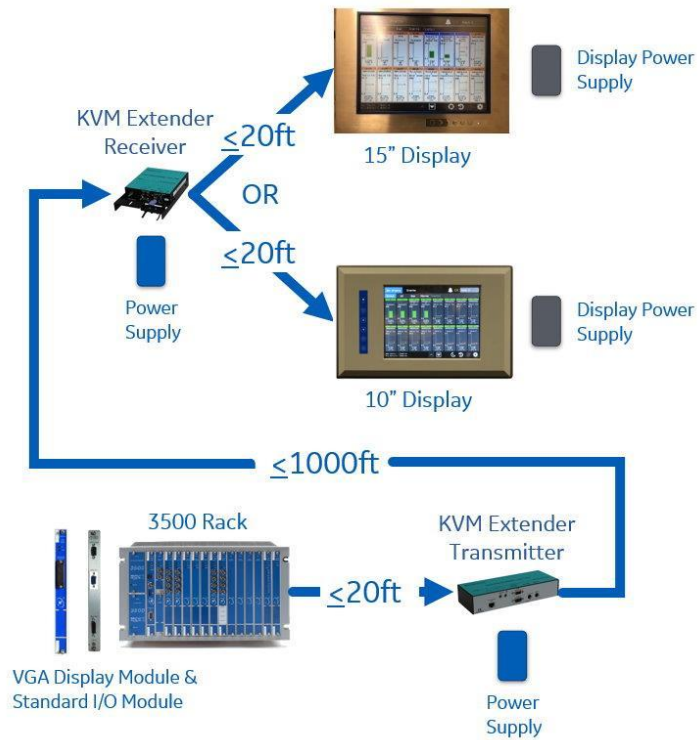 KVM Extender
Receiver
≤20ft
OR
≤20ft
15” Display
Display Power
Supply
Power
Supply
10” Display
Display Power
Supply
≤1000ft
3500 Rack
KVM Extender
Transmitter
≤20ft
VGA Display Module &
Standard I/O Module
Power
Supply